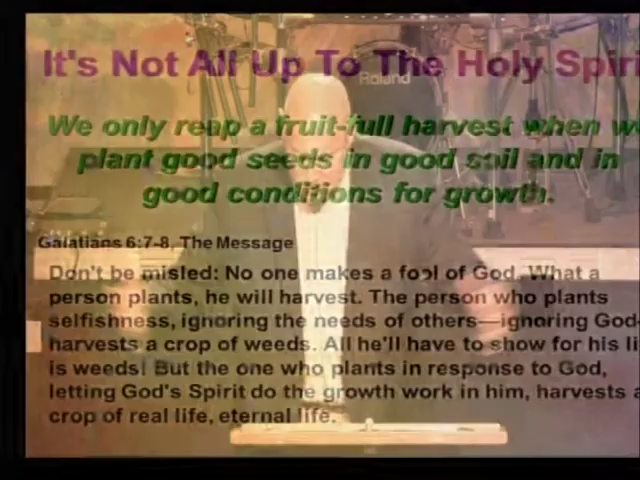 It's Not All Up To The Holy Spiri
Roland
We only reap a fruit-full harvest when w
plant good seeds in good soil and in
good conditions for growth.
Galatians 6:7-8, The Message
Don't be misled: No one makes a fool of God. What a
person plants, he will harvest. The person who plants
selfishness, ignoring the needs of others—ignoring God-
harvests a crop of weeds. All he'll have to show for his li
is weeds! But the one who plants in response to God,
letting God's Spirit do the growth work in him, harvests a
crop of real life, eternal life.